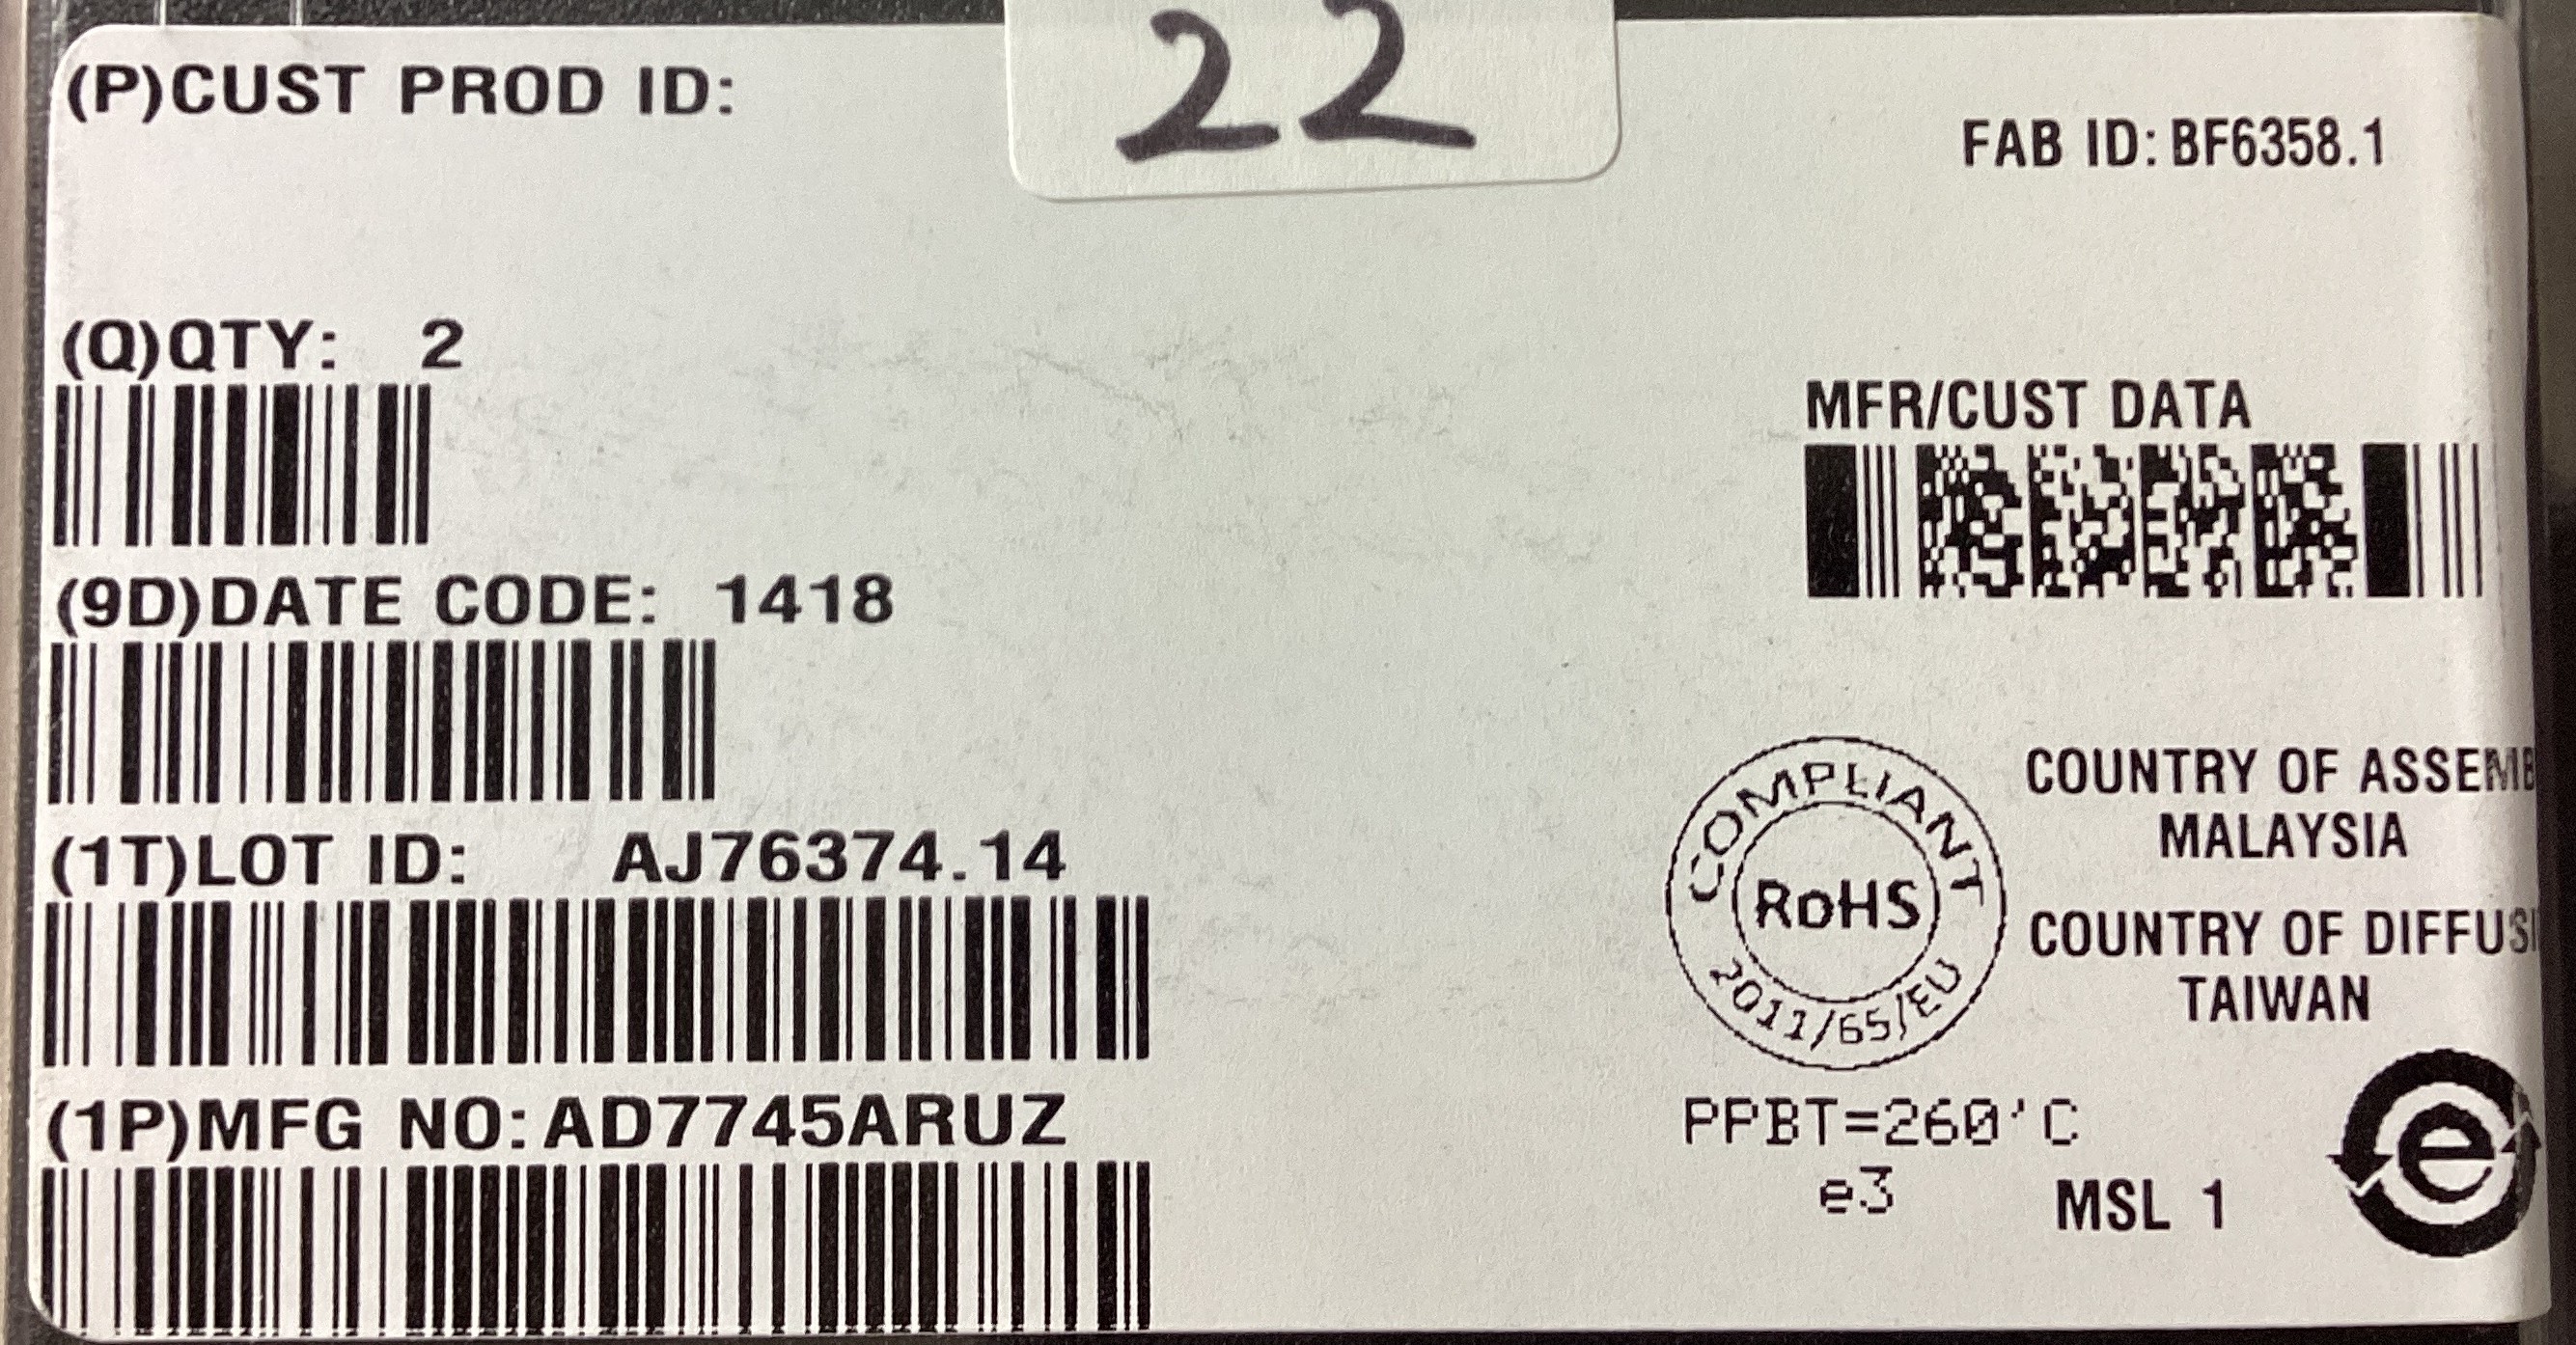 22
(P)CUST PROD ID:
FAB ID: BF6358.1
(Q)QTY: 2
MFR/CUST DATA
(9D)DATE CODE: 1418
(1T)LOT ID: AJ76374.14
(1P)MFG NO: AD7745ARUZ
COMPLIANT
RoHS
2011/65/EU
COUNTRY OF ASSEMB
MALAYSIA
COUNTRY OF DIFFUSI
TAIWAN
PPBT=260'C
e3
MSL 1
e